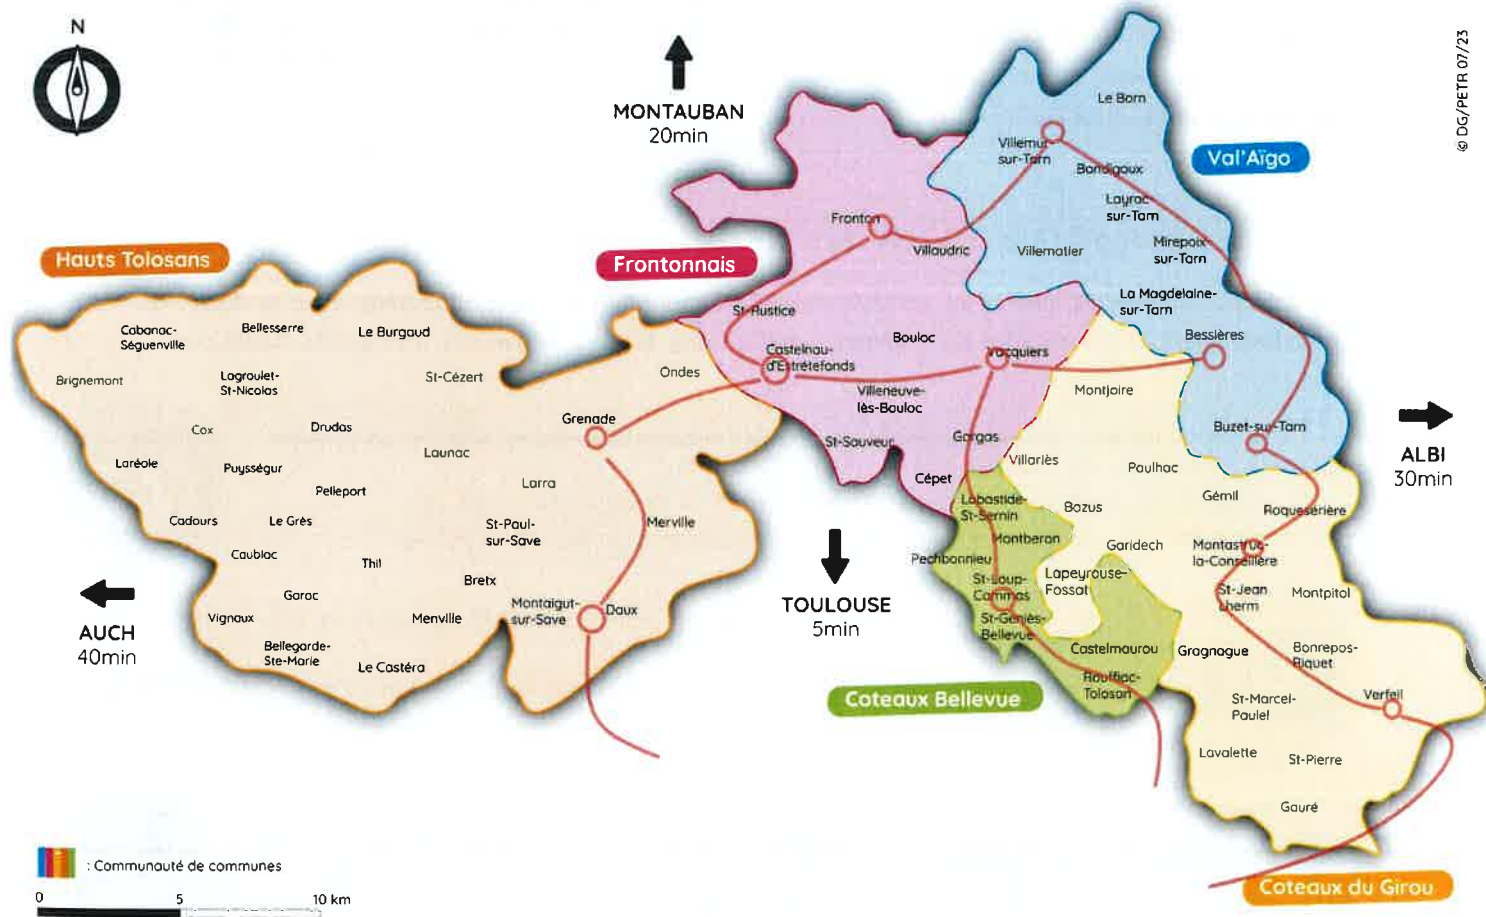 N
© DG/PETR 07/23
MONTAUBAN
20min
Val'Aïgo
Le Born
Villemur-
sur-Tarn
Bondigoux
Layrac-
sur-Tarn
Mirepoix-
sur-Tarn
Villematier
La Magdelaine-
sur-Tarn
Bessières
Buzet-sur-Tarn
Hauts Tolosans
Frontonnais
Fronton
Villaudric
St-Rustice
Bouloc
Castelnau-
d'Estrétefonds
Vacquiers
Villeneuve-
lès-Bouloc
St-Sauveur
Gargas
Cépet
Cabanac-
Séguenville
Bellesserre
Le Burgaud
Brignemont
Lagraulet-
St-Nicolas
St-Cézert
Ondes
Cox
Drudas
Grenade
Laréole
Puysségur
Launac
Pelleport
Larra
Cadours
Le Grès
St-Paul-
sur-Save
Merville
Caubiac
Thil
Garac
Bretx
Vignaux
Menville
Montaigut-
sur-Save
Daux
Bellegarde-
Ste-Marie
Le Castéra
AUCH
40min
TOULOUSE
5min
ALBI
30min
Montjoire
Villariès
Paulhac
Bazus
Gémil
Roquesérière
Labastide-
St-Sernin
Montberon
Pechbonnieu
Garidech
Montastruc-
la-Conseillère
St-Loup-
Cammas
Lapeyrouse-
Fossat
St-Jean
Lherm
Montpitol
St-Geniès-
Bellevue
Castelmaurou
Gragnague
Bonrepos-
Riquet
Rouffiac-
Tolosan
Coteaux Bellevue
St-Marcel-
Paulel
Verfeil
Lavalette
St-Pierre
Gauré
Coteaux du Girou
: Communauté de communes
0 5 10 km